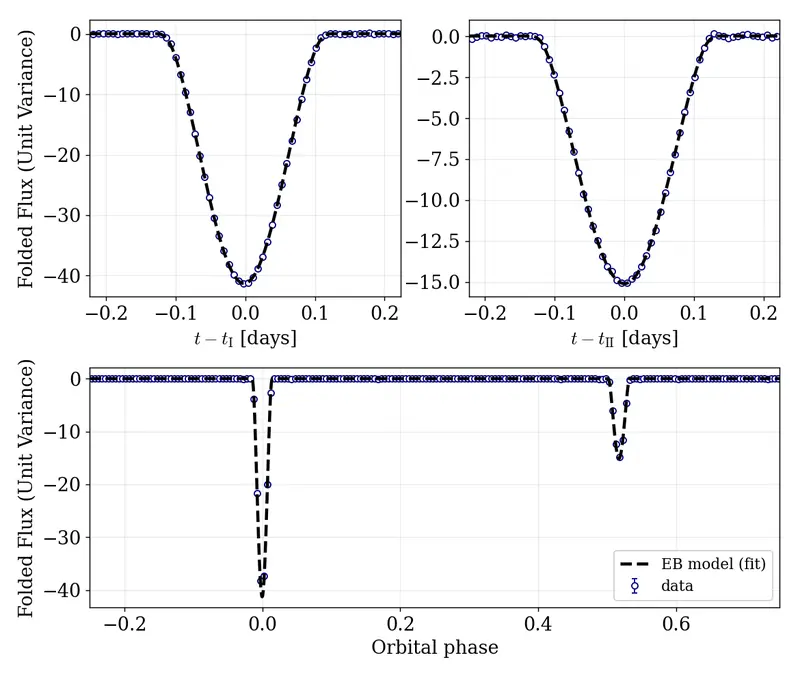 Folded Flux (Unit Variance)
0
−10
−20
−30
−40
−0.2 −0.1 0.0 0.1 0.2
t − tI [days]
0.0
−2.5
−5.0
−7.5
−10.0
−12.5
−15.0
−0.2 −0.1 0.0 0.1 0.2
t − tII [days]
Folded Flux (Unit Variance)
0
−10
−20
−30
−40
−0.2 0.0 0.2 0.4 0.6
Orbital phase
EB model (fit)
data